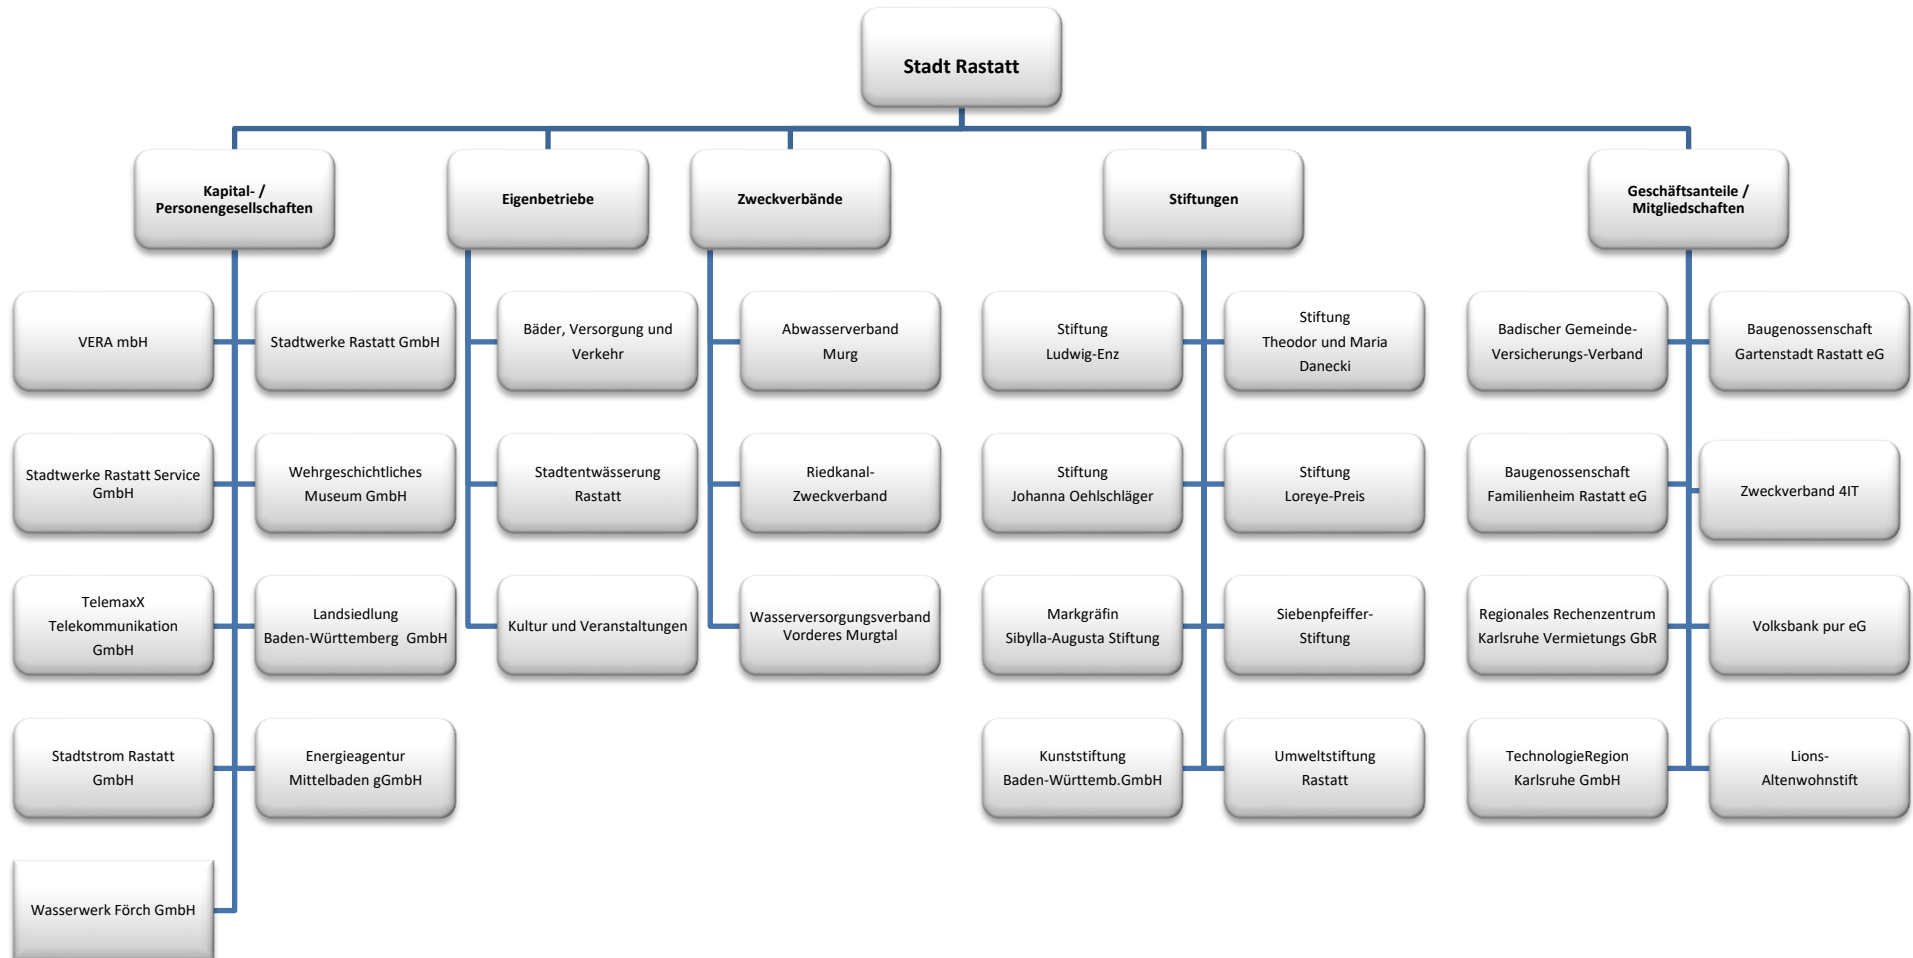 Stadt Rastatt
Kapital- /
Personengesellschaften
Eigenbetriebe
Zweckverbände
Stiftungen
Geschäftsanteile /
Mitgliedschaften
VERA mbH
Stadtwerke Rastatt GmbH
Bäder, Versorgung und
Verkehr
Abwasserverband
Murg
Stiftung
Ludwig-Enz
Stiftung
Theodor und Maria
Danecki
Badischer Gemeinde-
Versicherungs-Verband
Baugenossenschaft
Gartenstadt Rastatt eG
Stadtwerke Rastatt Service
GmbH
Wehrgeschichtliches
Museum GmbH
Stadtentwässerung
Rastatt
Riedkanal-
Zweckverband
Stiftung
Johanna Oehlschläger
Stiftung
Loreye-Preis
Baugenossenschaft
Familienheim Rastatt eG
Zweckverband 4IT
TelemaxX
Telekommunikation
GmbH
Landsiedlung
Baden-Württemberg  GmbH
Kultur und Veranstaltungen
Wasserversorgungsverband
Vorderes Murgtal
Markgräfin
Sibylla-Augusta Stiftung
Siebenpfeiffer-
Stiftung
Regionales Rechenzentrum
Karlsruhe Vermietungs GbR
Volksbank pur eG
Stadtstrom Rastatt
GmbH
Energieagentur
Mittelbaden gGmbH
Kunststiftung
Baden-Württemb.GmbH
Umweltstiftung
Rastatt
TechnologieRegion
Karlsruhe GmbH
Lions-
Altenwohnstift
Wasserwerk Förch GmbH